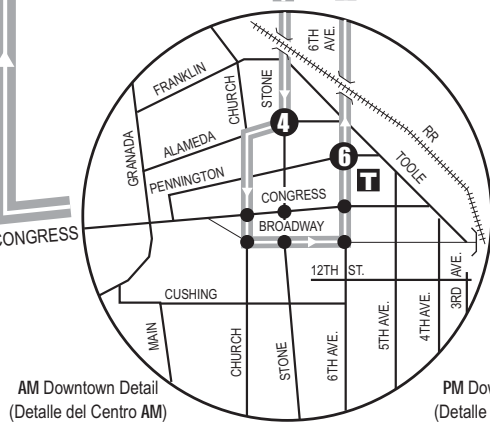 6TH
AVE.
FRANKLIN
CHURCH
STONE
4
RR
GRANADA
ALAMEDA
6
TOOLE
PENNINGTON
T
CONGRESS
CONGRESS
BROADWAY
12TH ST.
CUSHING
MAIN
CHURCH
STONE
6TH AVE.
5TH AVE.
4TH AVE.
3RD AVE.
AM Downtown Detail
(Detalle del Centro AM)
PM Dow
(Detalle